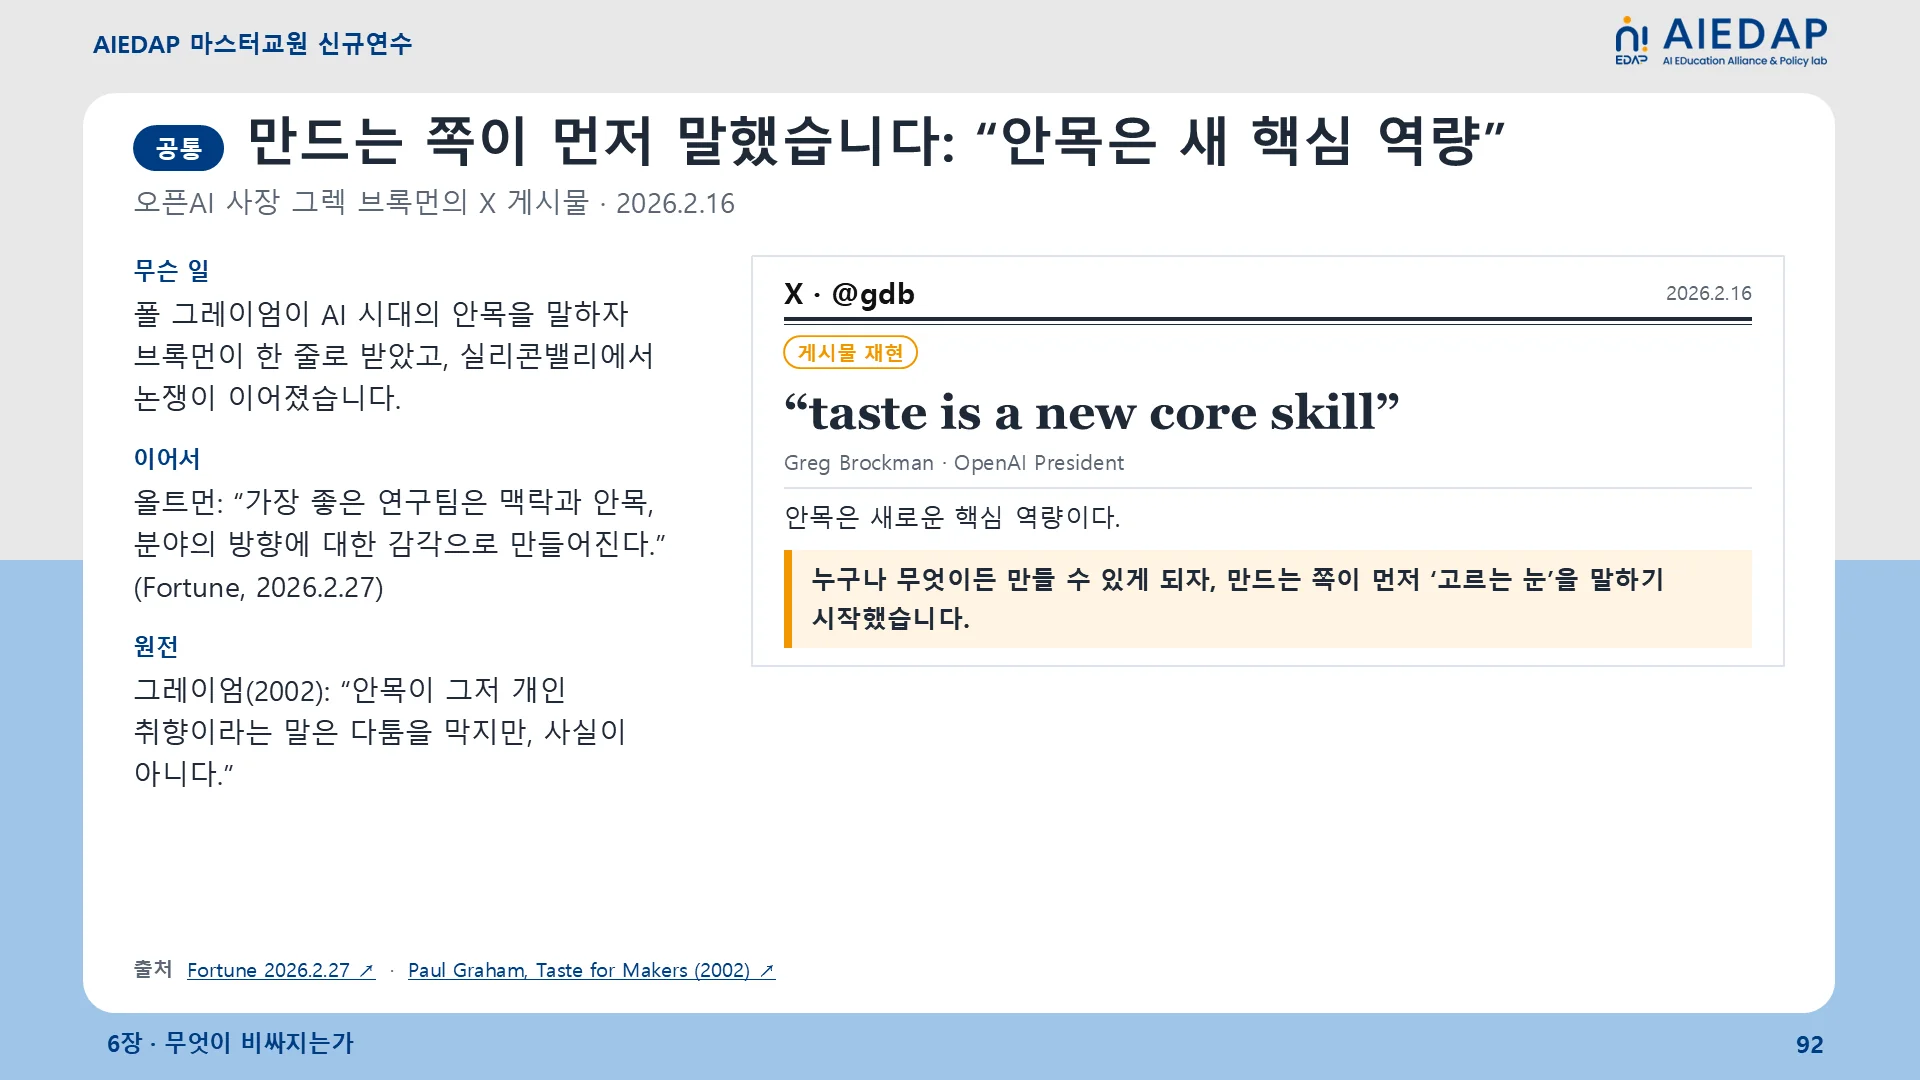 AIEDAP 마스터교원 신규연수
EDAP
AIEDAP
AI EDucation Alliance & Policy lab
공통
만드는 쪽이 먼저 말했습니다: “안목은 새 핵심 역량”
오픈AI 사장 그렉 브록먼의 X 게시물 · 2026.2.16
무슨 일
폴 그레이엄이 AI 시대의 안목을 말하자
브록먼이 한 줄로 받았고, 실리콘밸리에서
논쟁이 이어졌습니다.
이어서
올트먼: “가장 좋은 연구팀은 맥락과 안목,
분야의 방향에 대한 감각으로 만들어진다.”
(Fortune, 2026.2.27)
원전
그레이엄(2002): “안목이 그저 개인
취향이라는 말은 다툼을 막지만, 사실이
아니다.”
X · @gdb
2026.2.16
게시물 재현
“taste is a new core skill”
Greg Brockman · OpenAI President
안목은 새로운 핵심 역량이다.
누구나 무엇이든 만들 수 있게 되자, 만드는 쪽이 먼저 ‘고르는 눈’을 말하기
시작했습니다.
출처 Fortune 2026.2.27 ↗ · Paul Graham, Taste for Makers (2002) ↗
6장 · 무엇이 비싸지는가
92